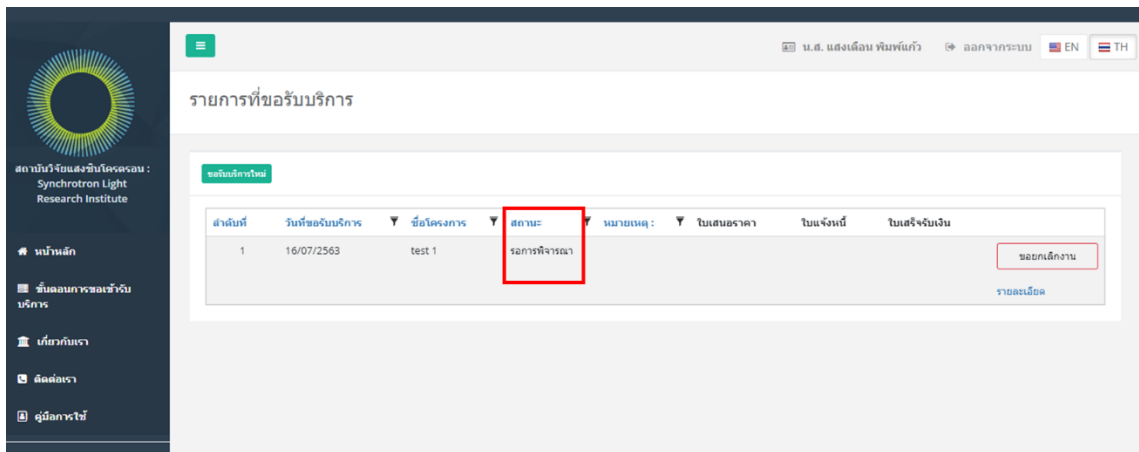 น.ส. แสงเดือน พิมพ์แก้ว ออกจากระบบ EN TH
รายการที่ขอรับบริการ
สถาบันวิจัยแสงซินโครตรอน :
Synchrotron Light
Research Institute
หน้าหลัก
ขั้นตอนการขอเข้ารับ
บริการ
เกี่ยวกับเรา
ติดต่อเรา
คู่มือการใช้
ขอรับบริการใหม่
ลำดับที่ วันที่ขอรับบริการ ชื่อโครงการ สถานะ หมายเหตุ : ใบเสนอราคา ใบแจ้งหนี้ ใบเสร็จรับเงิน
1 16/07/2563 test 1 รอการพิจารณา
ขอยกเลิกงาน
รายละเอียด